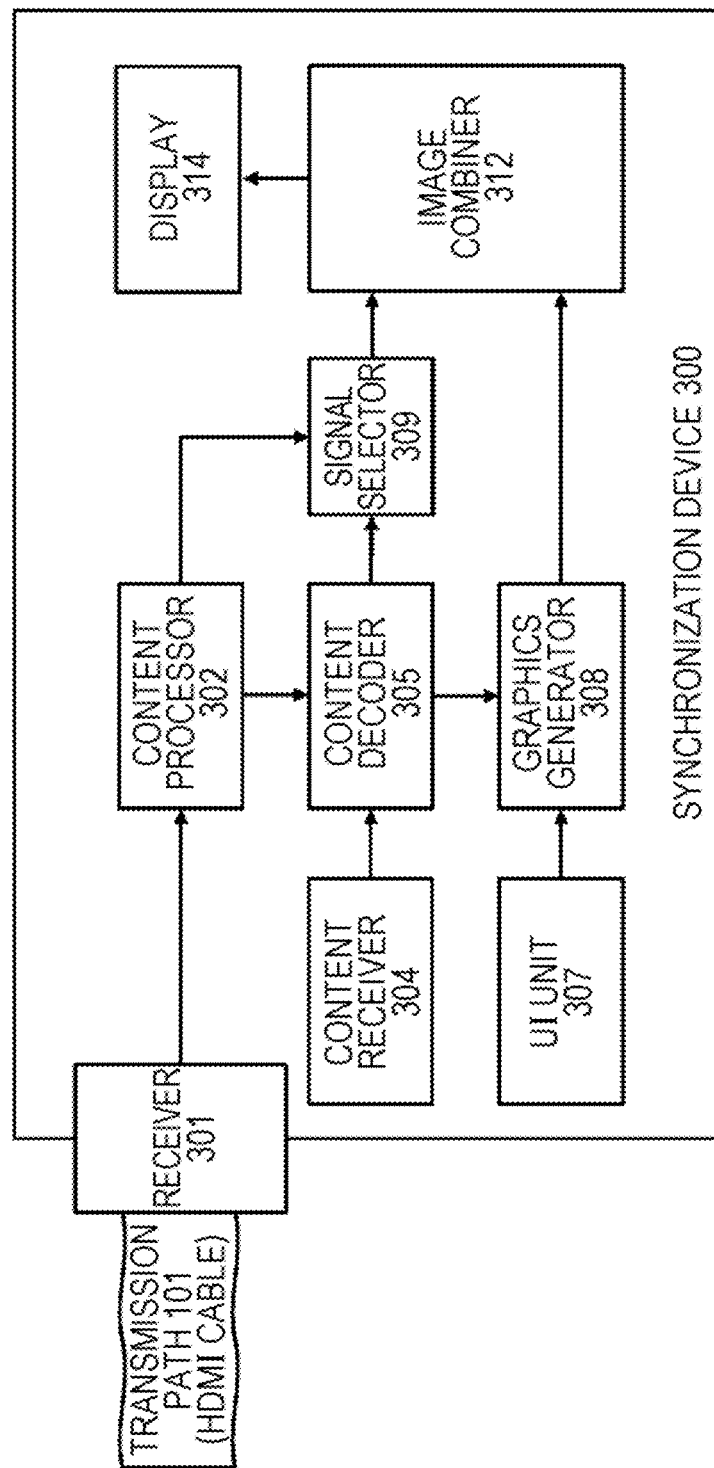 TRANSMISSION
PATH 101
(HDMI CABLE)
RECEIVER
301
CONTENT
PROCESSOR
302
DISPLAY
314
CONTENT
RECEIVER
304
CONTENT
DECODER
305
SIGNAL
SELECTOR
309
IMAGE
COMBINER
312
UI UNIT
307
GRAPHICS
GENERATOR
308
SYNCHRONIZATION DEVICE 300